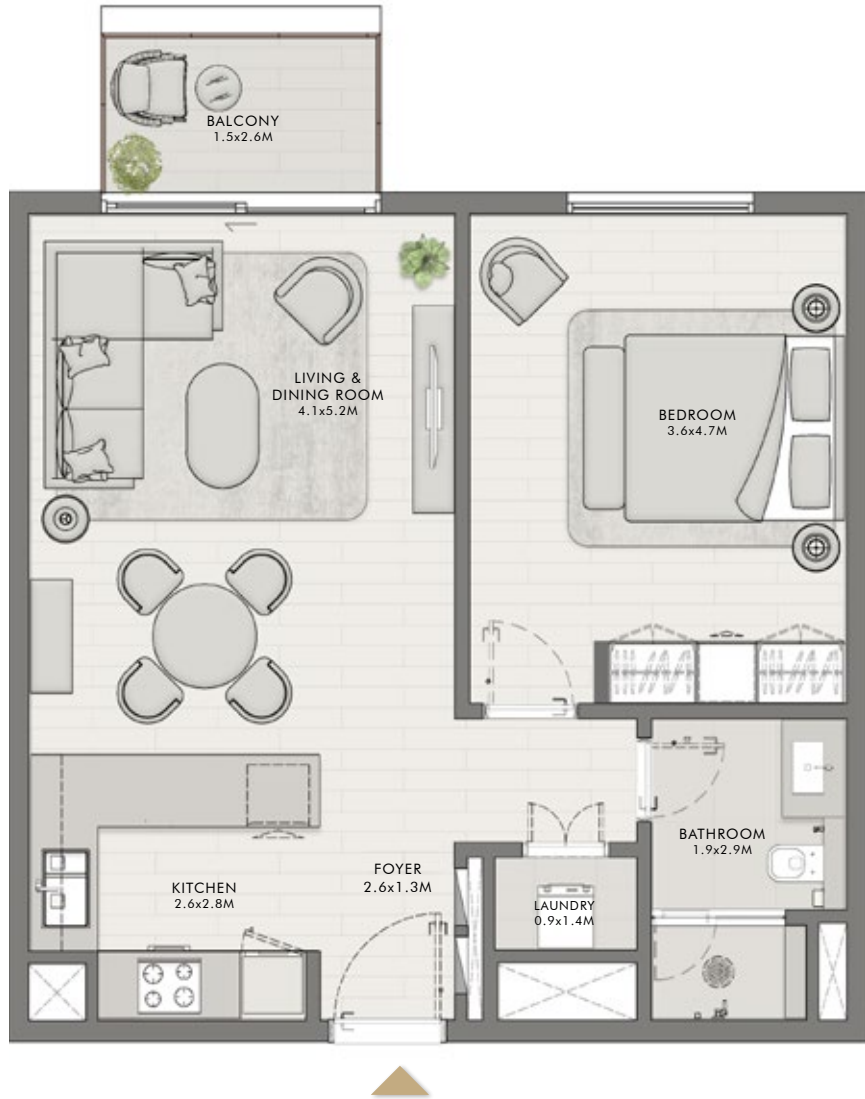 BALCONY
1.5x2.6M
LIVING &
DINING ROOM
4.1x5.2M
BEDROOM
3.6x4.7M
BATHROOM
1.9x2.9M
FOYER
2.6x1.3M
KITCHEN
2.6x2.8M
LAUNDRY
0.9x1.4M